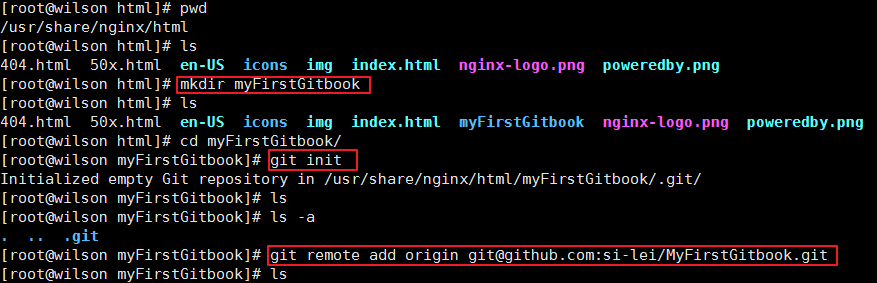 [root@wilson html]# pwd
/usr/share/nginx/html
[root@wilson html]# ls
404.html 50x.html en-US icons img index.html nginx-logo.png poweredby.png
[root@wilson html]# mkdir myFirstGitbook
[root@wilson html]# ls
404.html 50x.html en-US icons img index.html myFirstGitbook nginx-logo.png poweredby.png
[root@wilson html]# cd myFirstGitbook/
[root@wilson myFirstGitbook]# git init
Initialized empty Git repository in /usr/share/nginx/html/myFirstGitbook/.git/
[root@wilson myFirstGitbook]# ls
[root@wilson myFirstGitbook]# ls -a
. .. .git
[root@wilson myFirstGitbook]# git remote add origin git@github.com:si-lei/MyFirstGitbook.git
[root@wilson myFirstGitbook]# ls